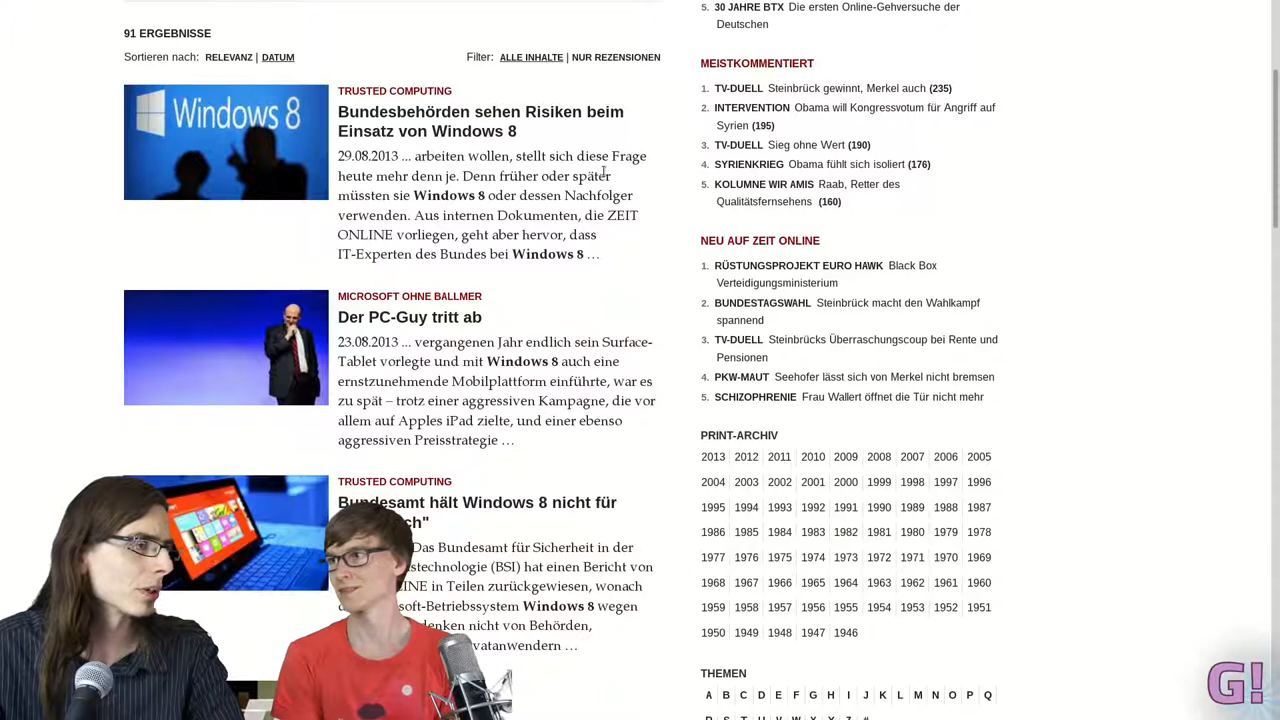 91 ERGEBNISSE
Sortieren nach: RELEVANZ | DATUM
Filter: ALLE INHALTE | NUR REZENSIONEN
Windows 8
TRUSTED COMPUTING
Bundesbehörden sehen Risiken beim
Einsatz von Windows 8
29.08.2013 ... arbeiten wollen, stellt sich diese Frage
heute mehr denn je. Denn früher oder später
müssten sie Windows 8 oder dessen Nachfolger
verwenden. Aus internen Dokumenten, die ZEIT
ONLINE vorliegen, geht aber hervor, dass
IT-Experten des Bundes bei Windows 8 …
MICROSOFT OHNE BALLMER
Der PC-Guy tritt ab
23.08.2013 ... vergangenen Jahr endlich sein Surface-
Tablet vorlegte und mit Windows 8 auch eine
ernstzunehmende Mobilplattform einführte, war es
zu spät – trotz einer aggressiven Kampagne, die vor
allem auf Apples iPad zielte, und einer ebenso
aggressiven Preisstrategie …
TRUSTED COMPUTING
Bundesamt hält Windows 8 nicht für
ch"
Das Bundesamt für Sicherheit in der
stechnologie (BSI) hat einen Bericht von
INE in Teilen zurückgewiesen, wonach
soft-Betriebssystem Windows 8 wegen
denken nicht von Behörden,
vatanwendern …
5. 30 JAHRE BTX Die ersten Online-Gehversuche der
Deutschen
MEISTKOMMENTIERT
1. TV-DUELL Steinbrück gewinnt, Merkel auch (235)
2. INTERVENTION Obama will Kongressvotum für Angriff auf
Syrien (195)
3. TV-DUELL Sieg ohne Wert (190)
4. SYRIENKRIEG Obama fühlt sich isoliert (176)
5. KOLUMNE WIR AMIS Raab, Retter des
Qualitätsfernsehens (160)
NEU AUF ZEIT ONLINE
1. RÜSTUNGSPROJEKT EURO HAWK Black Box
Verteidigungsministerium
2. BUNDESTAGSWAHL Steinbrück macht den Wahlkampf
spannend
3. TV-DUELL Steinbrücks Überraschungscoup bei Rente und
Pensionen
4. PKW-MAUT Seehofer lässt sich von Merkel nicht bremsen
5. SCHIZOPHRENIE Frau Wallert öffnet die Tür nicht mehr
PRINT-ARCHIV
2013 2012 2011 2010 2009 2008 2007 2006 2005
2004 2003 2002 2001 2000 1999 1998 1997 1996
1995 1994 1993 1992 1991 1990 1989 1988 1987
1986 1985 1984 1983 1982 1981 1980 1979 1978
1977 1976 1975 1974 1973 1972 1971 1970 1969
1968 1967 1966 1965 1964 1963 1962 1961 1960
1959 1958 1957 1956 1955 1954 1953 1952 1951
1950 1949 1948 1947 1946
THEMEN
A B C D E F G H I J K L M N O P Q
G!